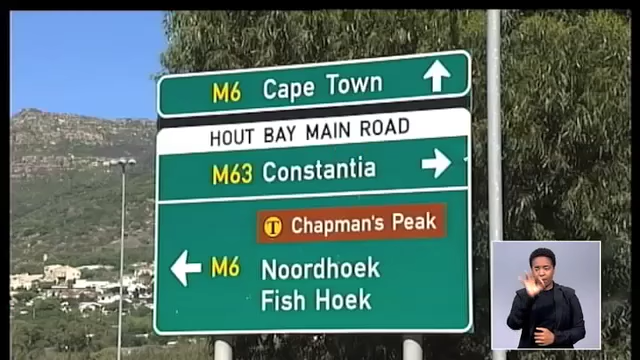 M6 Cape Town
HOUT BAY MAIN ROAD
M63 Constantia
T Chapman's Peak
M6 Noordhoek
Fish Hoek